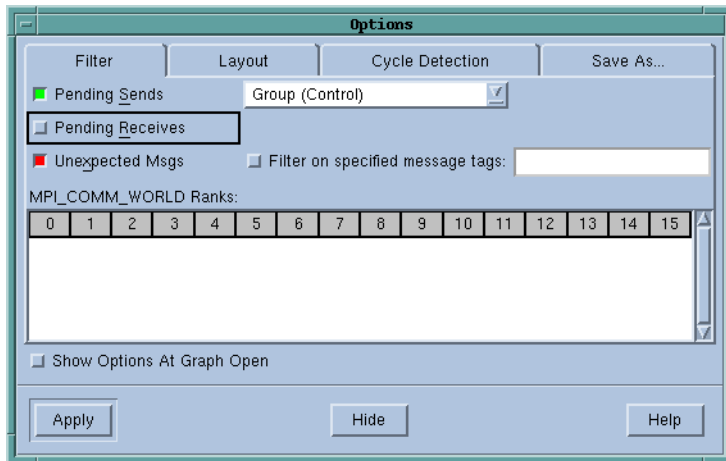 Options
Filter Layout Cycle Detection Save As...
Pending Sends Group (Control)
Pending Receives
Unexpected Msgs Filter on specified message tags:
MPI_COMM_WORLD Ranks:
0 1 2 3 4 5 6 7 8 9 10 11 12 13 14 15
Show Options At Graph Open
Apply Hide Help